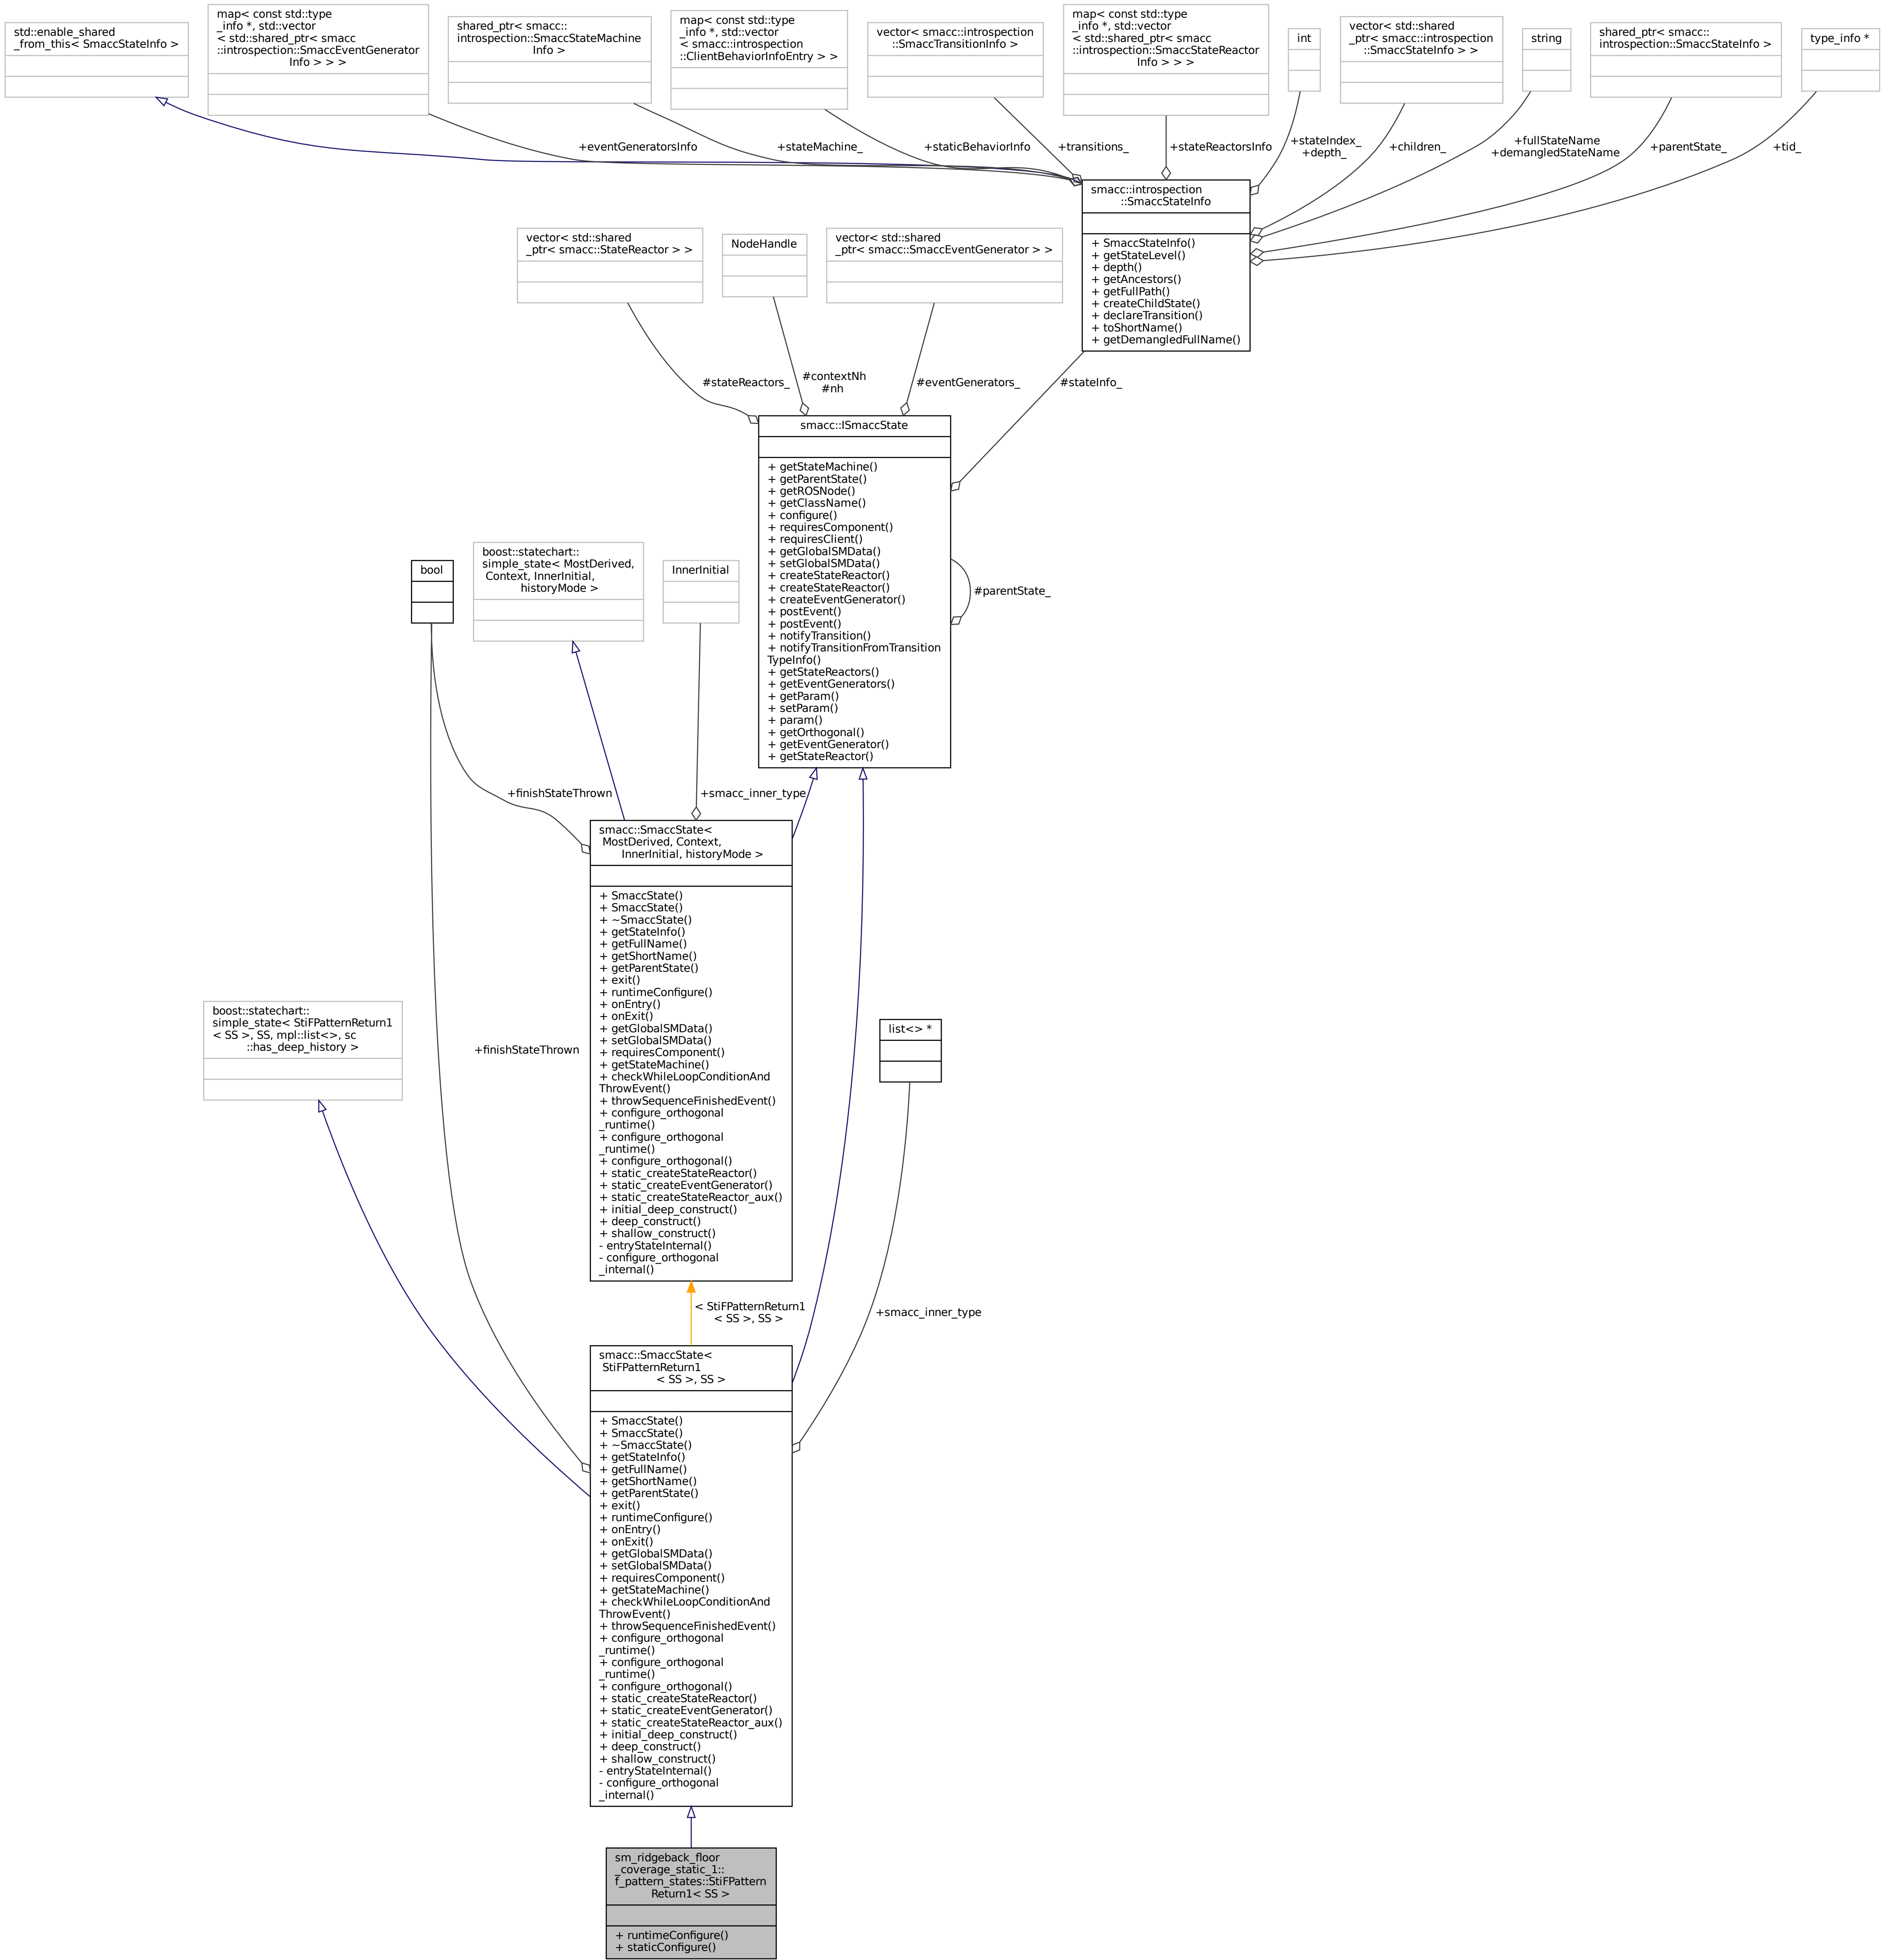 std::enable_shared
_from_this< SmaccStateInfo >
map< const std::type
_info *, std::vector
< std::shared_ptr< smacc
::introspection::SmaccEventGenerator
Info > > >
shared_ptr< smacc::
introspection::SmaccStateMachine
Info >
map< const std::type
_info *, std::vector
< smacc::introspection
::ClientBehaviorInfoEntry > >
vector< smacc::introspection
::SmaccTransitionInfo >
map< const std::type
_info *, std::vector
< std::shared_ptr< smacc
::introspection::SmaccStateReactor
Info > > >
int
vector< std::shared
_ptr< smacc::introspection
::SmaccStateInfo > >
string
shared_ptr< smacc::
introspection::SmaccStateInfo >
type_info *
+eventGeneratorsInfo
+stateMachine_
+staticBehaviorInfo
+transitions_
+stateReactorsInfo
+stateIndex_
+depth_
+children_
+fullStateName
+demangledStateName
+parentState_
+tid_
smacc::introspection
::SmaccStateInfo
+ SmaccStateInfo()
+ getStateLevel()
+ depth()
+ getAncestors()
+ getFullPath()
+ createChildState()
+ declareTransition()
+ toShortName()
+ getDemangledFullName()
vector< std::shared
_ptr< smacc::StateReactor > >
NodeHandle
vector< std::shared
_ptr< smacc::SmaccEventGenerator > >
#stateReactors_
#contextNh
#nh
#eventGenerators_
#stateInfo_
smacc::ISmaccState
+ getStateMachine()
+ getParentState()
+ getROSNode()
+ getClassName()
+ configure()
+ requiresComponent()
+ requiresClient()
+ getGlobalSMData()
+ setGlobalSMData()
+ createStateReactor()
+ createStateReactor()
+ createEventGenerator()
+ postEvent()
+ postEvent()
+ notifyTransition()
+ notifyTransitionFromTransition
TypeInfo()
+ getStateReactors()
+ getEventGenerators()
+ getParam()
+ setParam()
+ param()
+ getOrthogonal()
+ getEventGenerator()
+ getStateReactor()
#parentState_
bool
boost::statechart::
simple_state< MostDerived,
Context, InnerInitial,
historyMode >
InnerInitial
+finishStateThrown
+smacc_inner_type
smacc::SmaccState<
MostDerived, Context,
InnerInitial, historyMode >
+ SmaccState()
+ SmaccState()
+ ~SmaccState()
+ getStateInfo()
+ getFullName()
+ getShortName()
+ getParentState()
+ exit()
+ runtimeConfigure()
+ onEntry()
+ onExit()
+ getGlobalSMData()
+ setGlobalSMData()
+ requiresComponent()
+ getStateMachine()
+ checkWhileLoopConditionAnd
ThrowEvent()
+ throwSequenceFinishedEvent()
+ configure_orthogonal
_runtime()
+ configure_orthogonal
_runtime()
+ configure_orthogonal()
+ static_createStateReactor()
+ static_createEventGenerator()
+ static_createStateReactor_aux()
+ initial_deep_construct()
+ deep_construct()
+ shallow_construct()
- entryStateInternal()
- configure_orthogonal
_internal()
boost::statechart::
simple_state< StiFPatternReturn1
< SS >, SS, mpl::list<>, sc
::has_deep_history >
+finishStateThrown
list<> *
< StiFPatternReturn1
< SS >, SS >
+smacc_inner_type
smacc::SmaccState<
StiFPatternReturn1
< SS >, SS >
+ SmaccState()
+ SmaccState()
+ ~SmaccState()
+ getStateInfo()
+ getFullName()
+ getShortName()
+ getParentState()
+ exit()
+ runtimeConfigure()
+ onEntry()
+ onExit()
+ getGlobalSMData()
+ setGlobalSMData()
+ requiresComponent()
+ getStateMachine()
+ checkWhileLoopConditionAnd
ThrowEvent()
+ throwSequenceFinishedEvent()
+ configure_orthogonal
_runtime()
+ configure_orthogonal
_runtime()
+ configure_orthogonal()
+ static_createStateReactor()
+ static_createEventGenerator()
+ static_createStateReactor_aux()
+ initial_deep_construct()
+ deep_construct()
+ shallow_construct()
- entryStateInternal()
- configure_orthogonal
_internal()
sm_ridgeback_floor
_coverage_static_1::
f_pattern_states::StiFPattern
Return1< SS >
+ runtimeConfigure()
+ staticConfigure()